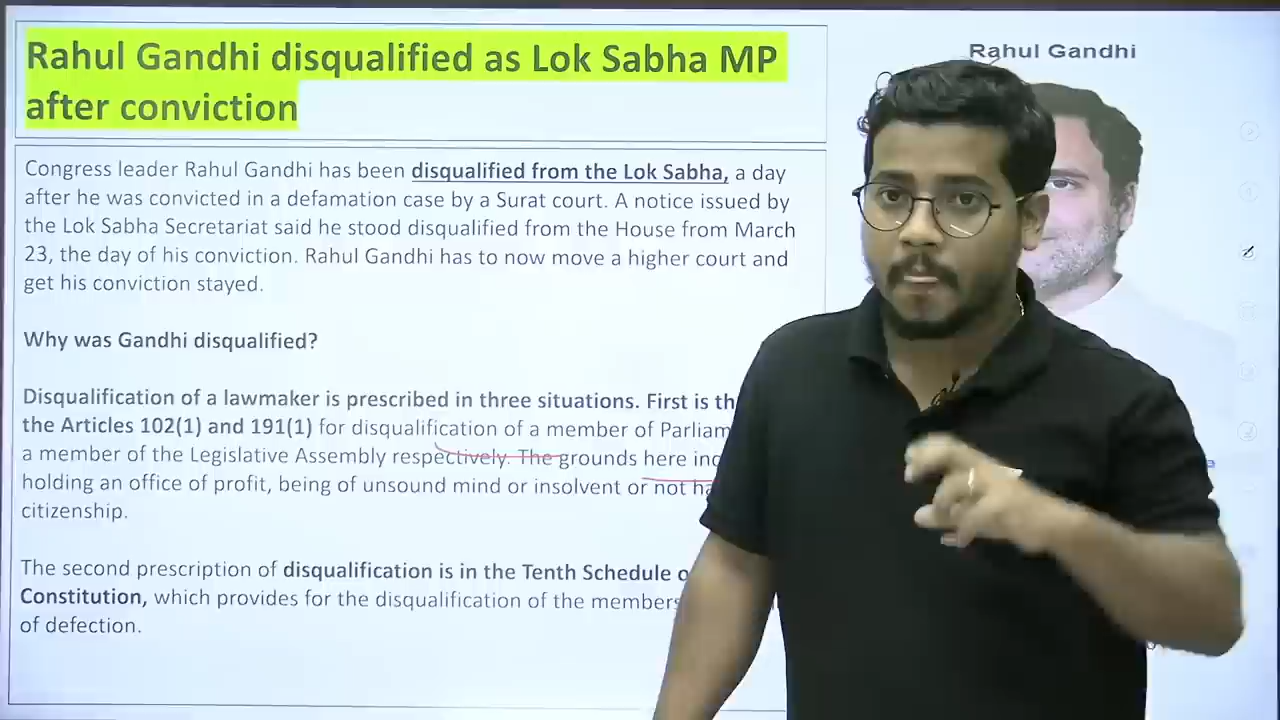 Rahul Gandhi disqualified as Lok Sabha MP
after conviction
Rahul Gandhi
Congress leader Rahul Gandhi has been disqualified from the Lok Sabha, a day
after he was convicted in a defamation case by a Surat court. A notice issued by
the Lok Sabha Secretariat said he stood disqualified from the House from March
23, the day of his conviction. Rahul Gandhi has to now move a higher court and
get his conviction stayed.
Why was Gandhi disqualified?
Disqualification of a lawmaker is prescribed in three situations. First is
the Articles 102(1) and 191(1) for disqualification of a member of
a member of the Legislative Assembly respectively. The grounds here
holding an office of profit, being of unsound mind or insolvent or not
citizenship.
The second prescription of disqualification is in the Tenth Schedule
Constitution, which provides for the disqualification of the members
of defection.